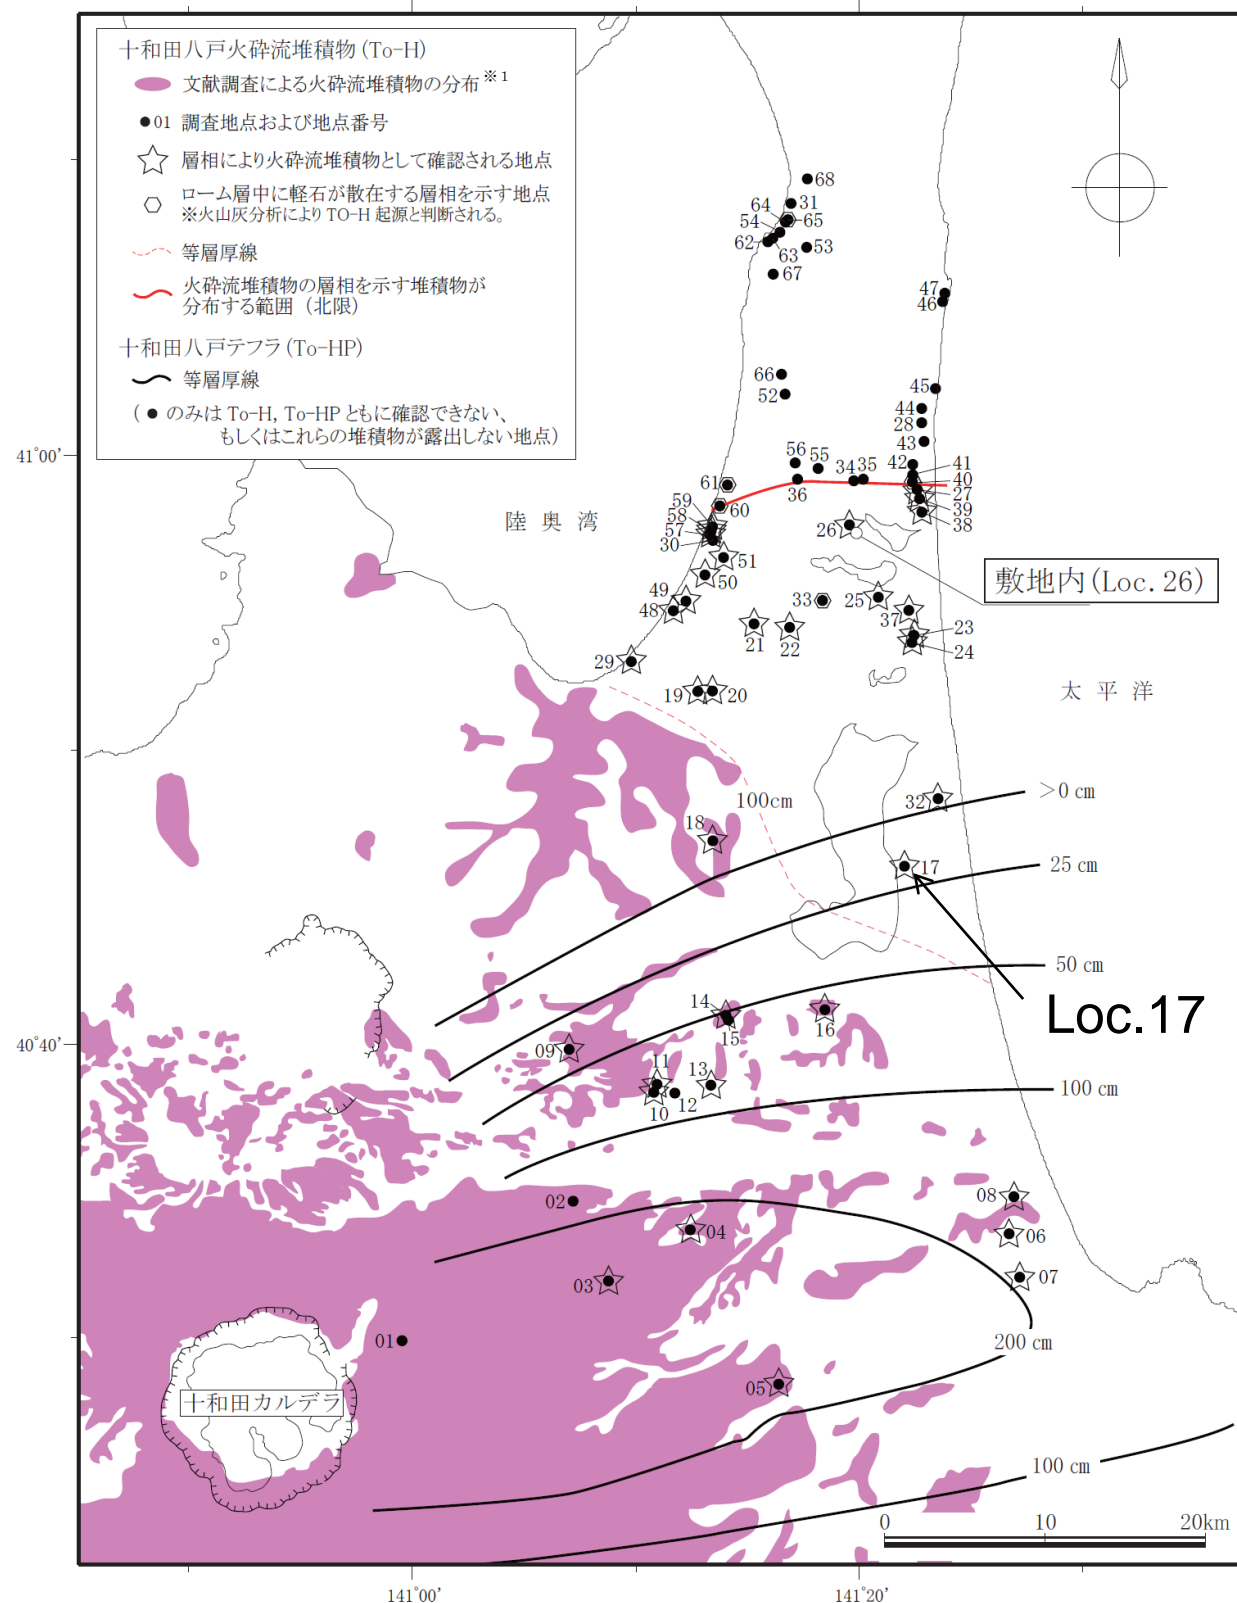 十和田八戸火砕流堆積物(To-H)
文献調査による火砕流堆積物の分布※1
01 調査地点および地点番号
層相により火砕流堆積物として確認される地点
ローム層中に軽石が散在する層相を示す地点
※火山灰分析によりTO-H起源と判断される。
等層厚線
火砕流堆積物の層相を示す堆積物が
分布する範囲（北限）
十和田八戸テフラ(To-HP)
等層厚線
（●のみは To-H, To-HP ともに確認できない、
もしくはこれらの堆積物が露出しない地点）
68
31
64
65
54
62
63
53
67
47
46
66
52
45
44
28
43
41°00'
56
55
42
41
34
35
40
61
36
27
59
60
39
58
38
57
26
30
陸奥湾
51
敷地内(Loc. 26)
50
49
33
25
48
37
21
22
23
24
29
19
20
太平洋
100cm
32
>0 cm
18
17
25 cm
50 cm
14
16
Loc.17
15
40°40'
09
11
13
10
12
100 cm
02
08
04
06
03
07
01
200 cm
05
十和田カルデラ
100 cm
0
10
20km
141°00'
141°20'